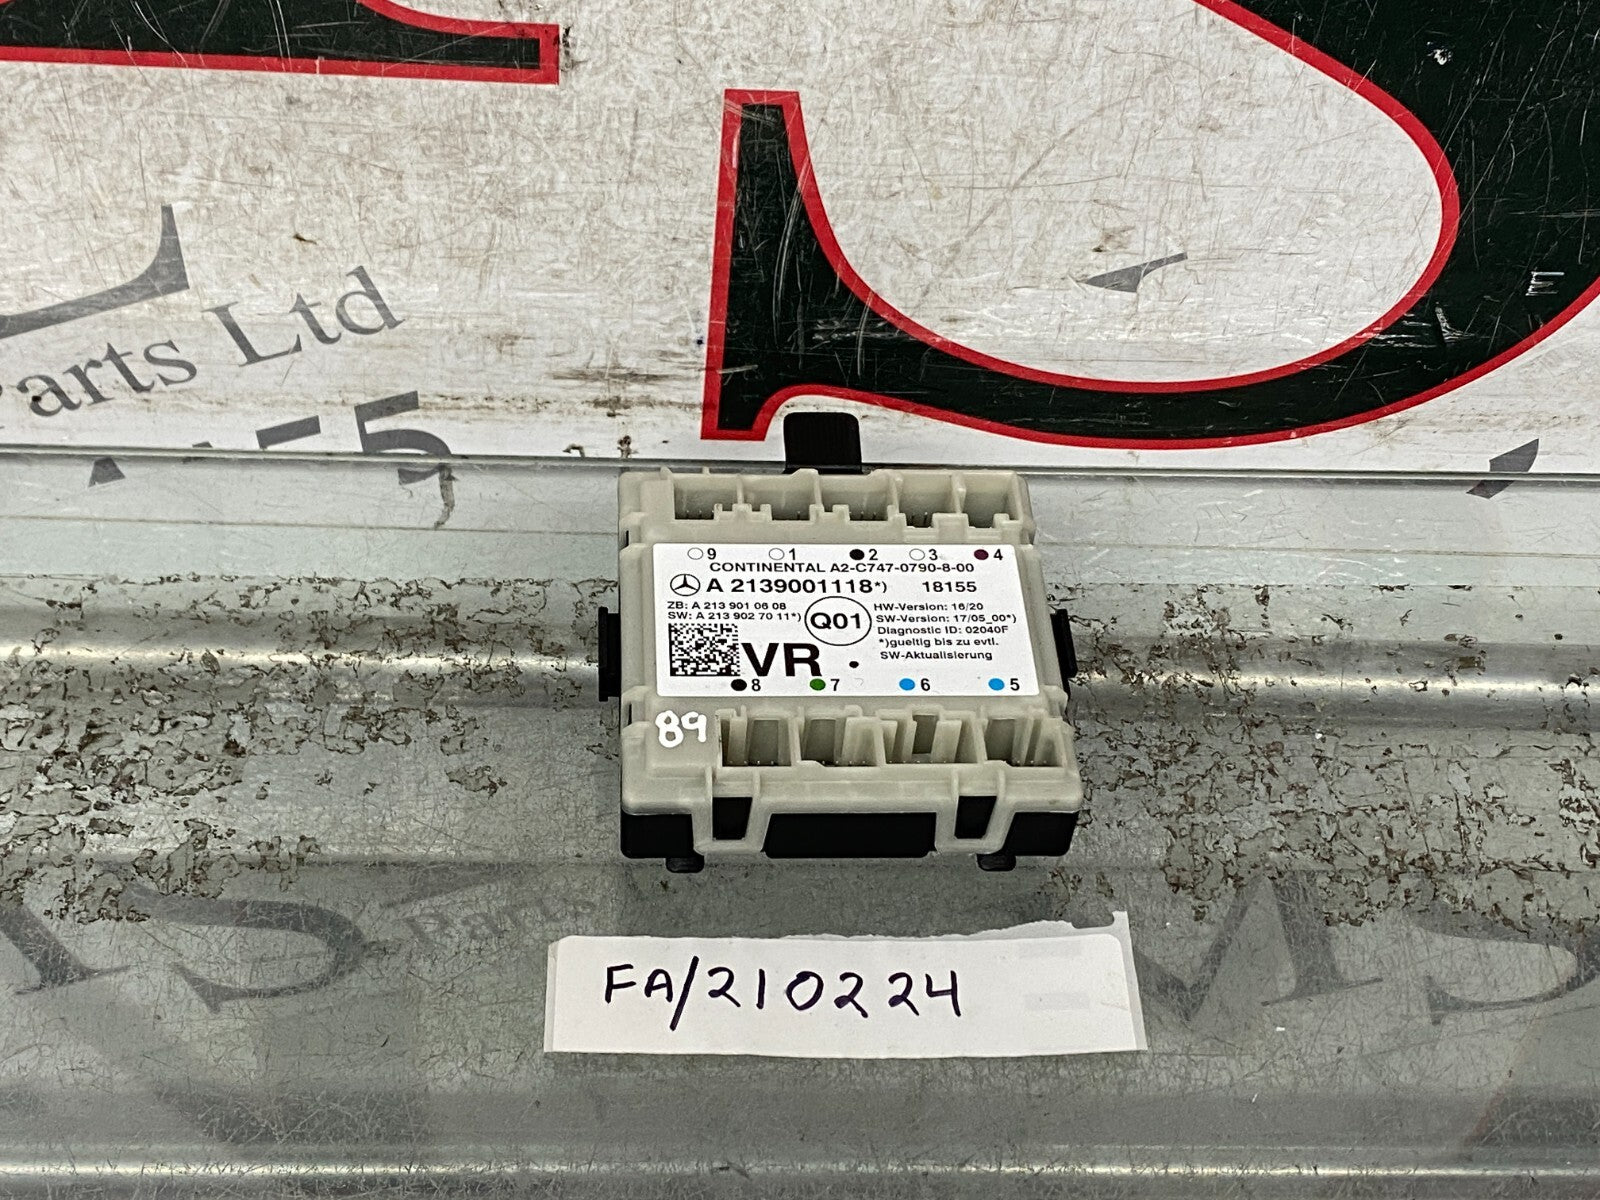 Parts Ltd
9 1 2 3 4
CONTINENTAL A2-C747-0790-8-00
A 2139001118*) 18155
ZB: A 213 901 06 08
SW: A 213 902 70 11*)
Q01
HW-Version: 16/20
SW-Version: 17/05_00*)
Diagnostic ID: 02040F
*)gueltig bis zu evtl.
SW-Aktualisierung
VR
8 7 6 5
89
FA/210224